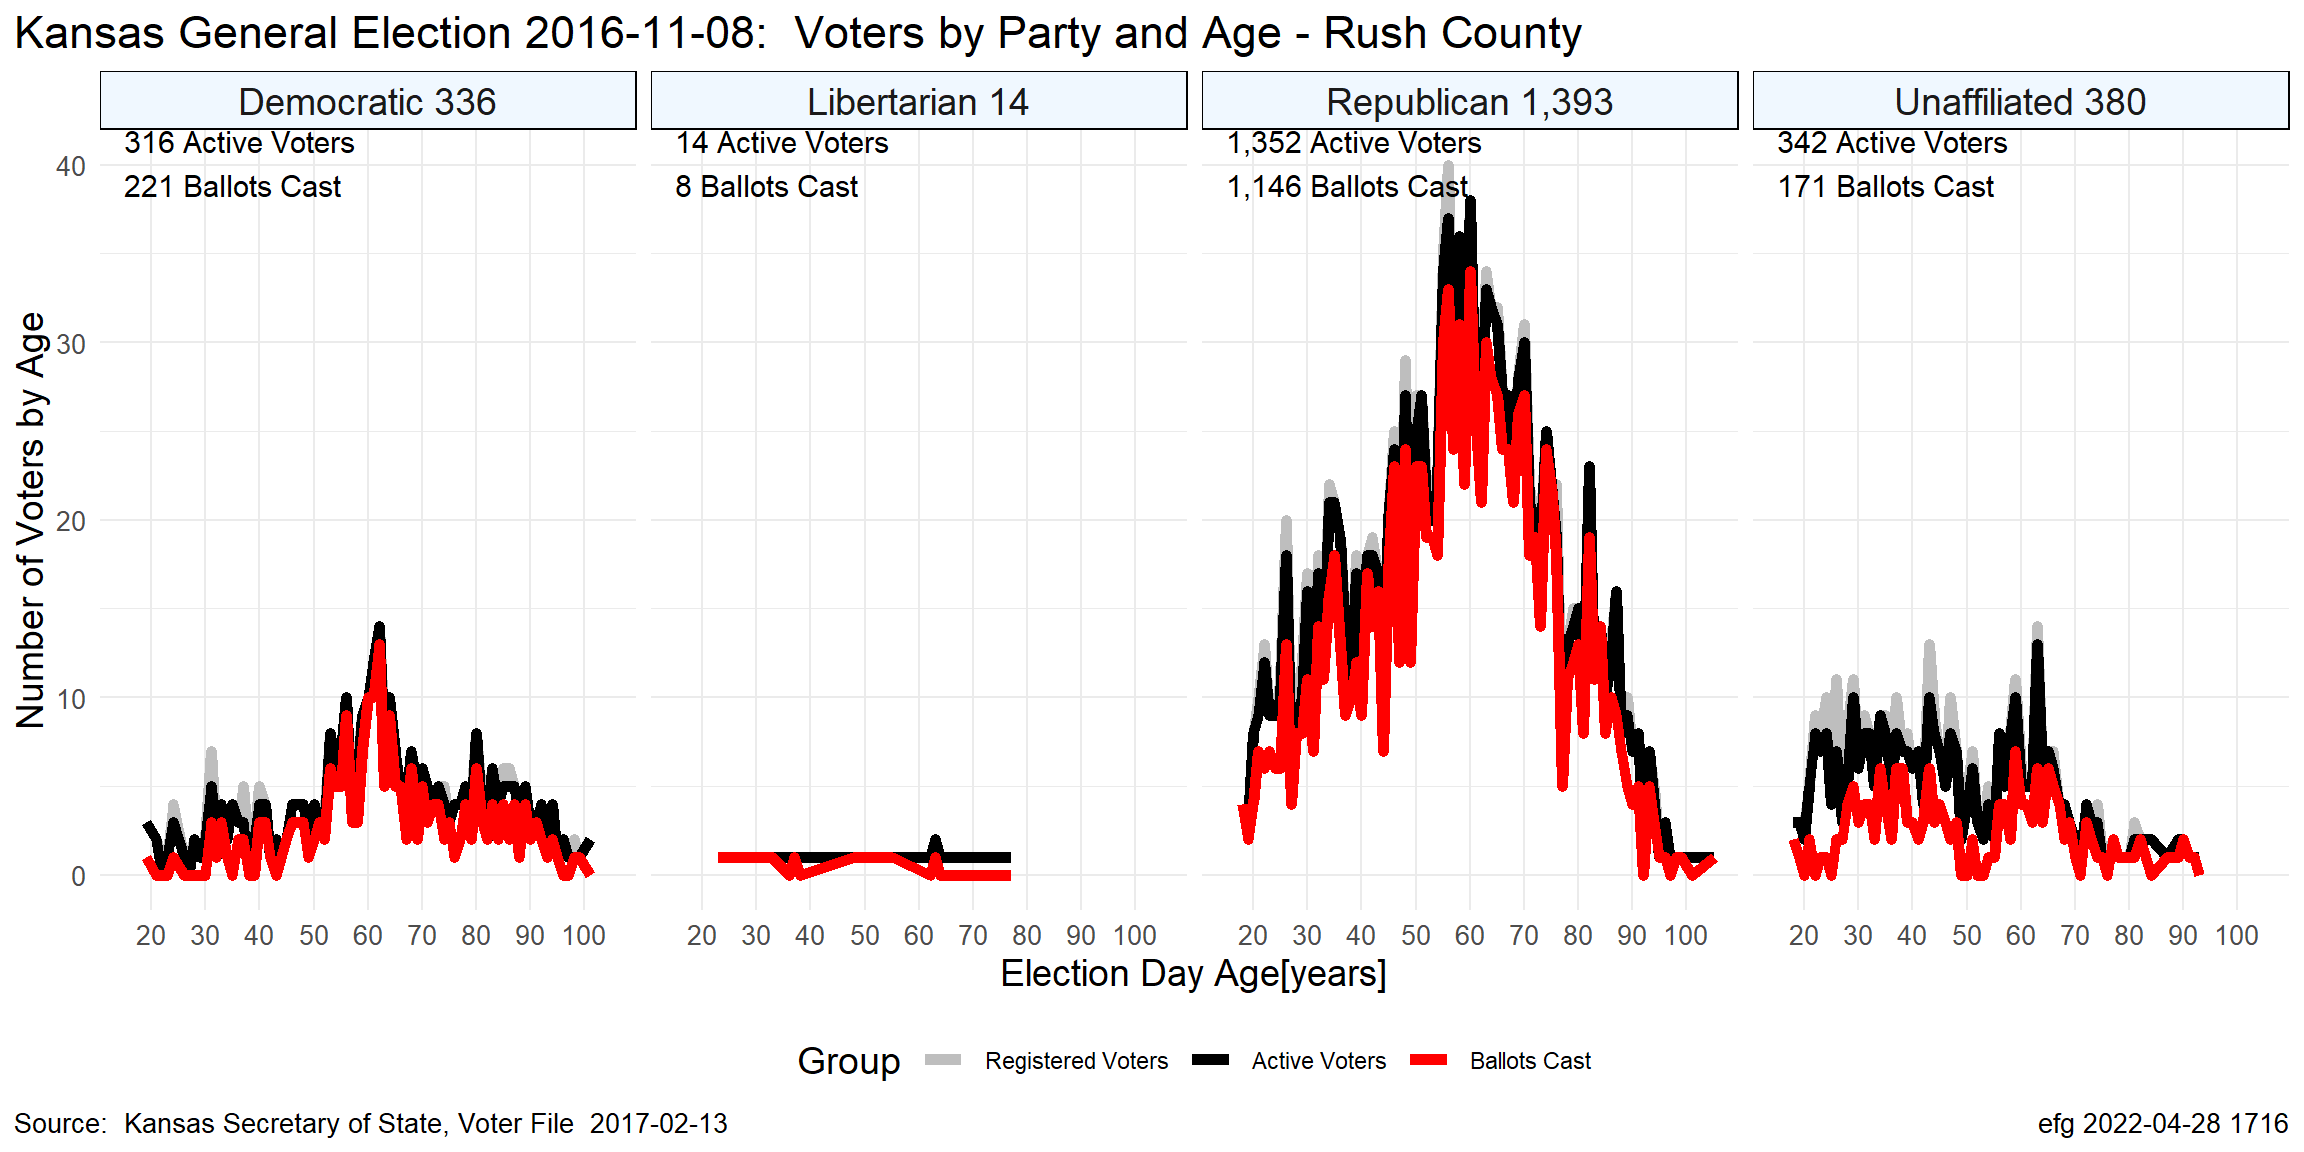 Kansas General Election 2016-11-08:  Voters by Party and Age - Rush County
Democratic 336
Libertarian 14
Republican 1,393
Unaffiliated 380
316 Active Voters
221 Ballots Cast
14 Active Voters
8 Ballots Cast
1,352 Active Voters
1,146 Ballots Cast
342 Active Voters
171 Ballots Cast
Number of Voters by Age
40
30
20
10
0
20 30 40 50 60 70 80 90 100
20 30 40 50 60 70 80 90 100
20 30 40 50 60 70 80 90 100
20 30 40 50 60 70 80 90 100
Election Day Age[years]
Group Registered Voters Active Voters Ballots Cast
Source:  Kansas Secretary of State, Voter File  2017-02-13
efg 2022-04-28 1716